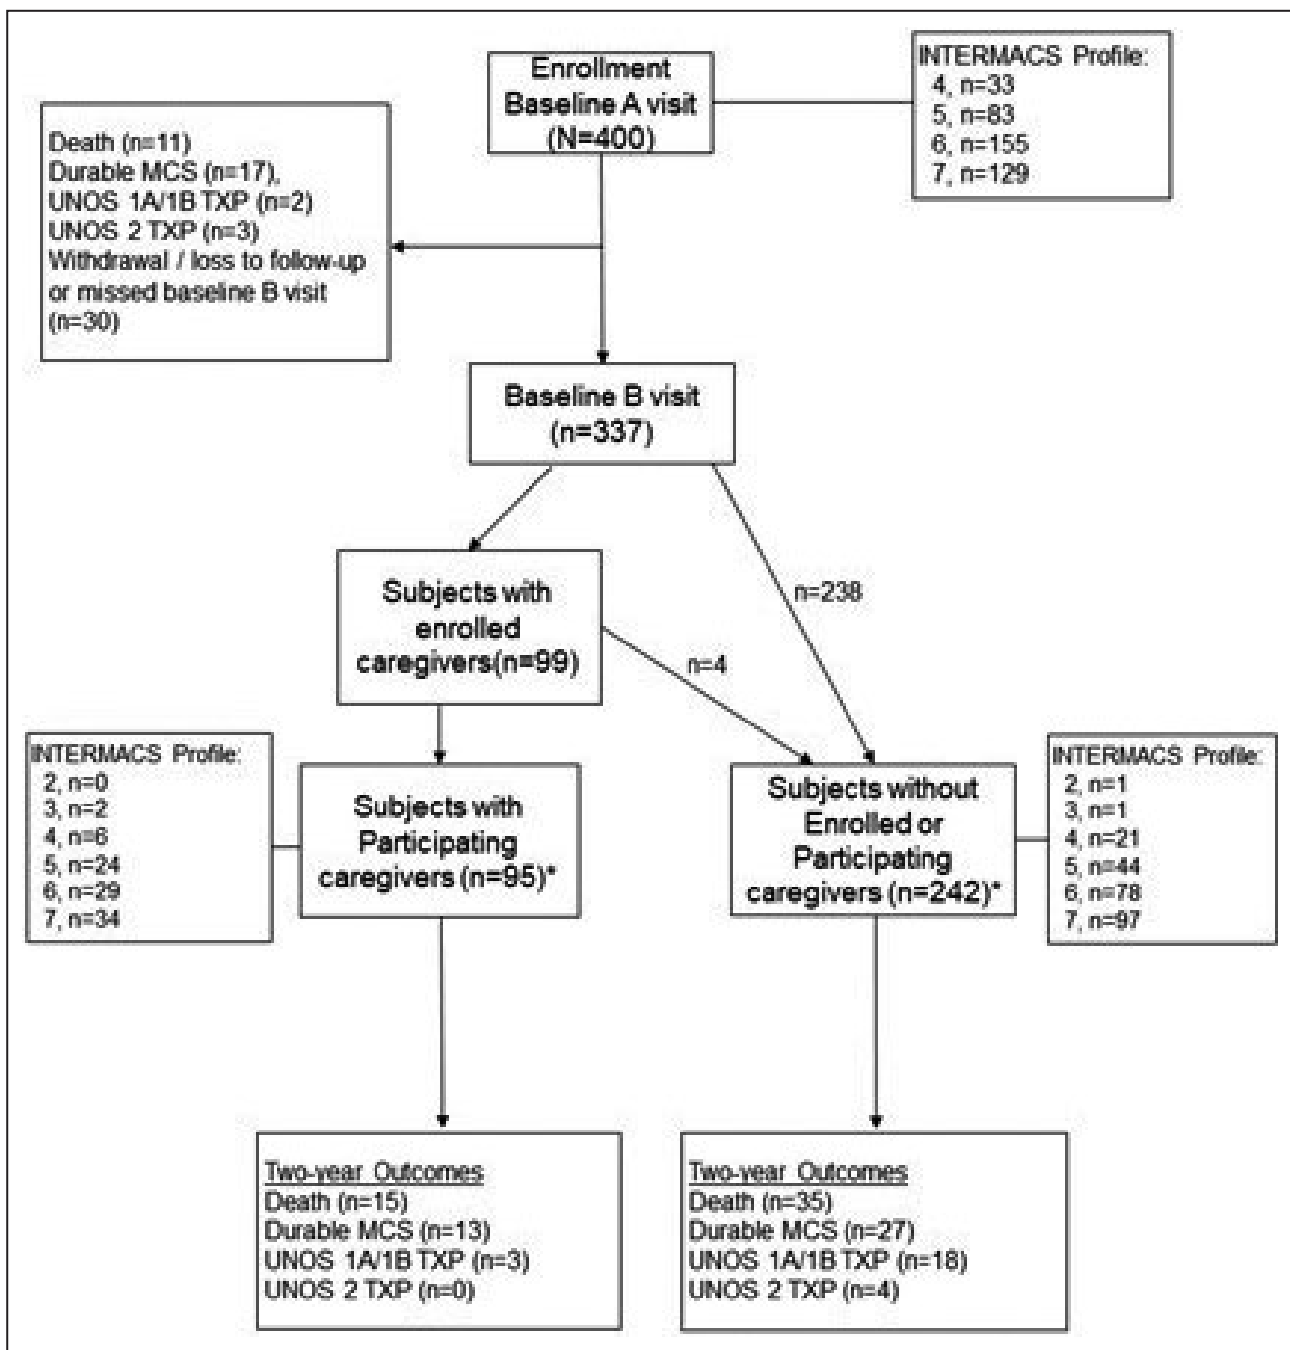 Enrollment
Baseline A visit
(N=400)
INTERMACS Profile:
4, n=33
5, n=83
6, n=155
7, n=129
Death (n=11)
Durable MCS (n=17),
UNOS 1A/1B TXP (n=2)
UNOS 2 TXP (n=3)
Withdrawal / loss to follow-up
or missed baseline B visit
(n=30)
Baseline B visit
(n=337)
Subjects with
enrolled
caregivers(n=99)
n=238
n=4
INTERMACS Profile:
2, n=0
3, n=2
4, n=6
5, n=24
6, n=29
7, n=34
Subjects with
Participating
caregivers (n=95)*
Subjects without
Enrolled or
Participating
caregivers (n=242)*
INTERMACS Profile:
2, n=1
3, n=1
4, n=21
5, n=44
6, n=78
7, n=97
Two-year Outcomes
Death (n=15)
Durable MCS (n=13)
UNOS 1A/1B TXP (n=3)
UNOS 2 TXP (n=0)
Two-year Outcomes
Death (n=35)
Durable MCS (n=27)
UNOS 1A/1B TXP (n=18)
UNOS 2 TXP (n=4)